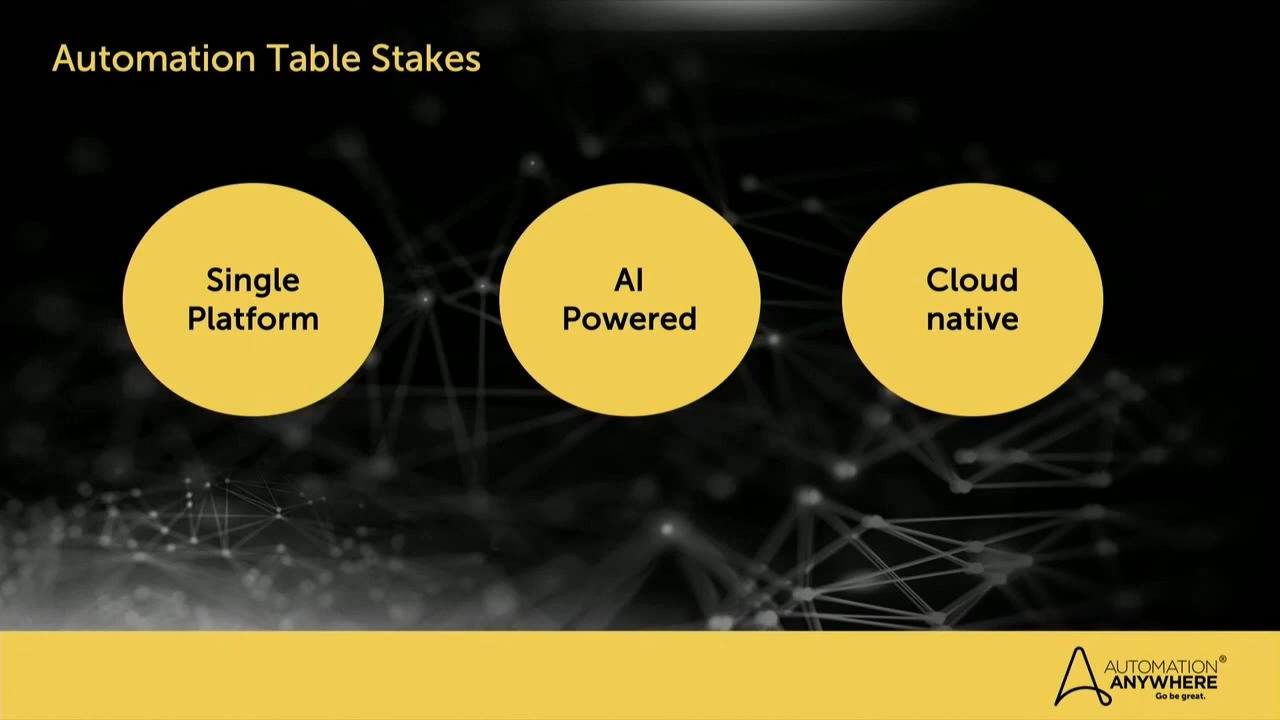 Automation Table Stakes
Single
Platform
AI
Powered
Cloud
native
AUTOMATION®
ANYWHERE
Go be great.